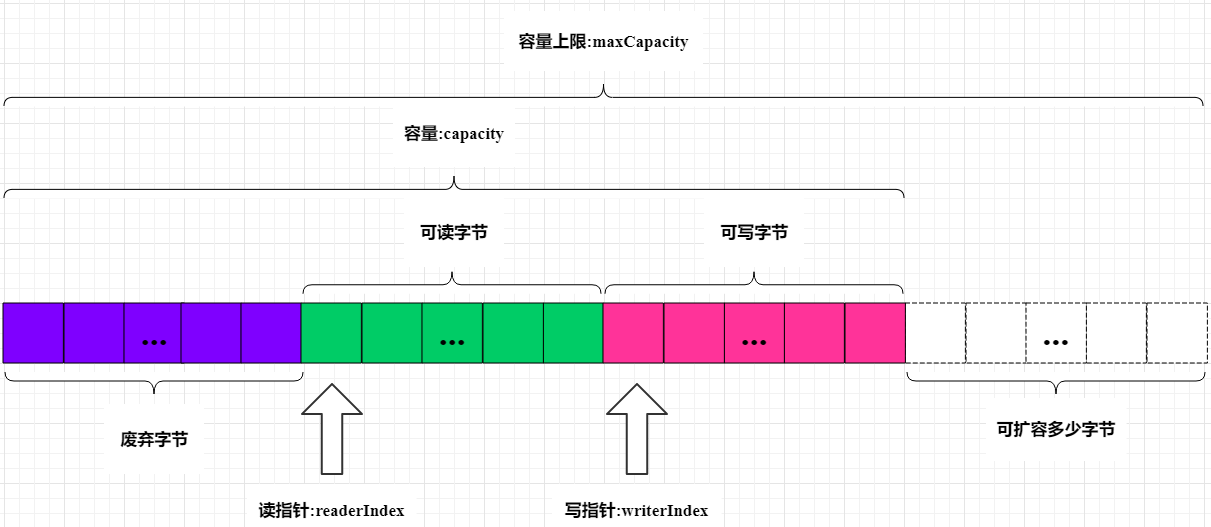 容量上限:maxCapacity
容量:capacity
可读字节
可写字节
...
...
...
...
废弃字节
可扩容多少字节
读指针:readerIndex
写指针:writerIndex